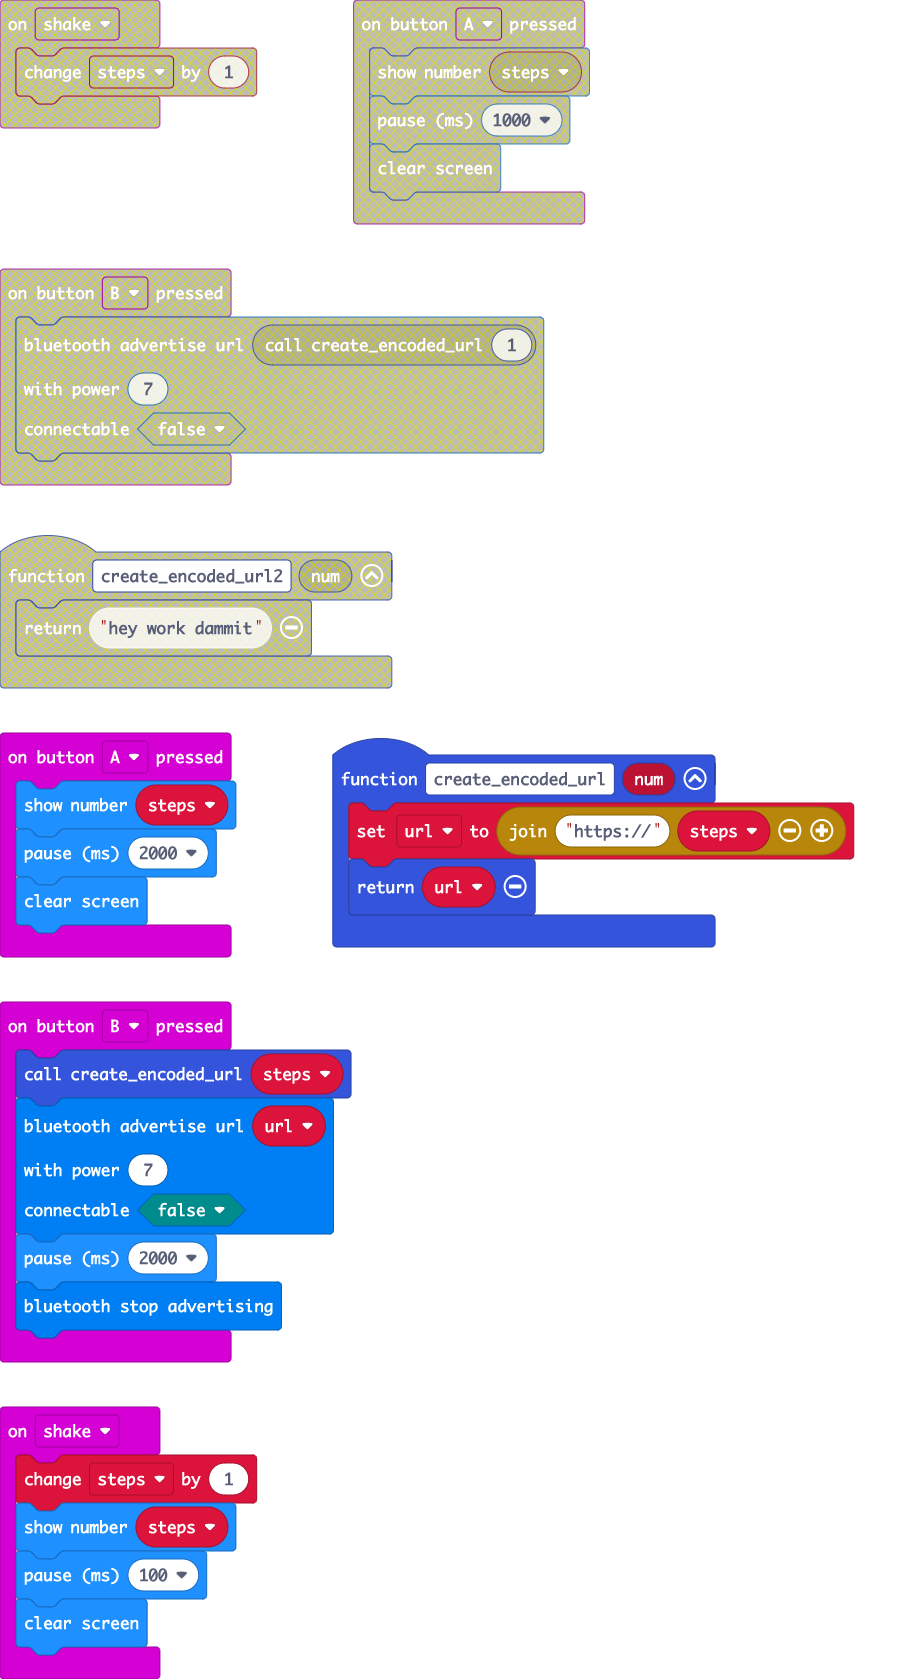 on shake
change steps by 1
on button A pressed
show number steps
pause (ms) 1000
clear screen
on button B pressed
bluetooth advertise url call create_encoded_url 1
with power 7
connectable false
function create_encoded_url2 num
return "hey work dammit"
on button A pressed
show number steps
pause (ms) 2000
clear screen
function create_encoded_url num
set url to join "https://" steps
return url
on button B pressed
call create_encoded_url steps
bluetooth advertise url url
with power 7
connectable false
pause (ms) 2000
bluetooth stop advertising
on shake
change steps by 1
show number steps
pause (ms) 100
clear screen